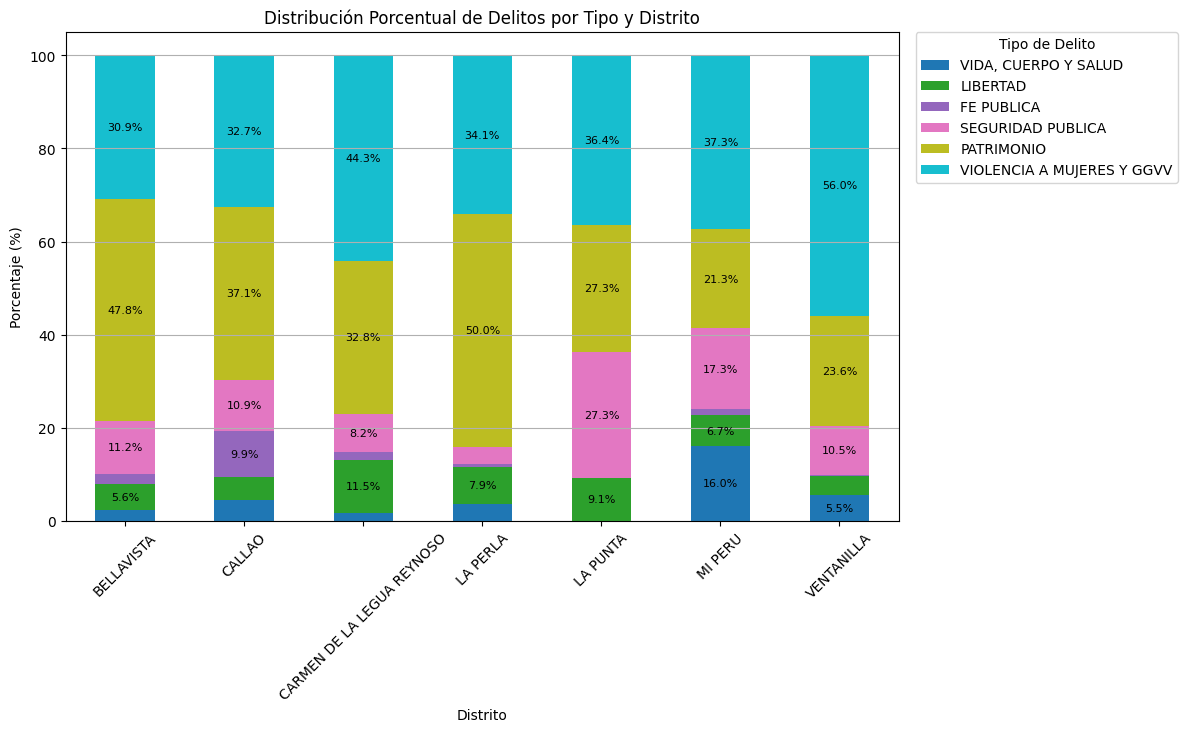 Distribución Porcentual de Delitos por Tipo y Distrito
Porcentaje (%)
100
80
60
40
20
0
30.9%
47.8%
11.2%
5.6%
32.7%
37.1%
10.9%
9.9%
44.3%
32.8%
8.2%
11.5%
34.1%
50.0%
7.9%
36.4%
27.3%
27.3%
9.1%
37.3%
21.3%
17.3%
6.7%
16.0%
56.0%
23.6%
10.5%
5.5%
BELLAVISTA
CALLAO
CARMEN DE LA LEGUA REYNOSO
LA PERLA
LA PUNTA
MI PERU
VENTANILLA
Distrito
Tipo de Delito
VIDA, CUERPO Y SALUD
LIBERTAD
FE PUBLICA
SEGURIDAD PUBLICA
PATRIMONIO
VIOLENCIA A MUJERES Y GGVV